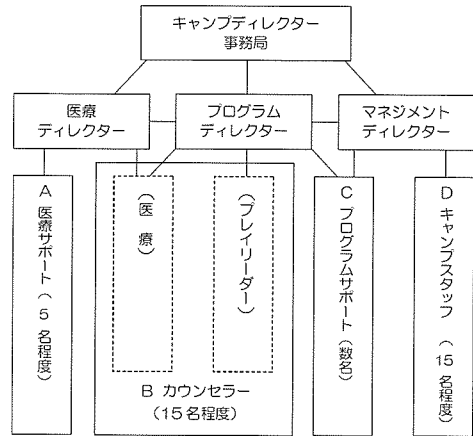 キャンプディレクター
事務局
医療
ディレクター
プログラム
ディレクター
マネジメント
ディレクター
A 医療サポート(5名程度)
(医療)
(プレイリーダー)
B カウンセラー
(15名程度)
C プログラムサポート(数名)
D キャンプスタッフ (15名程度)